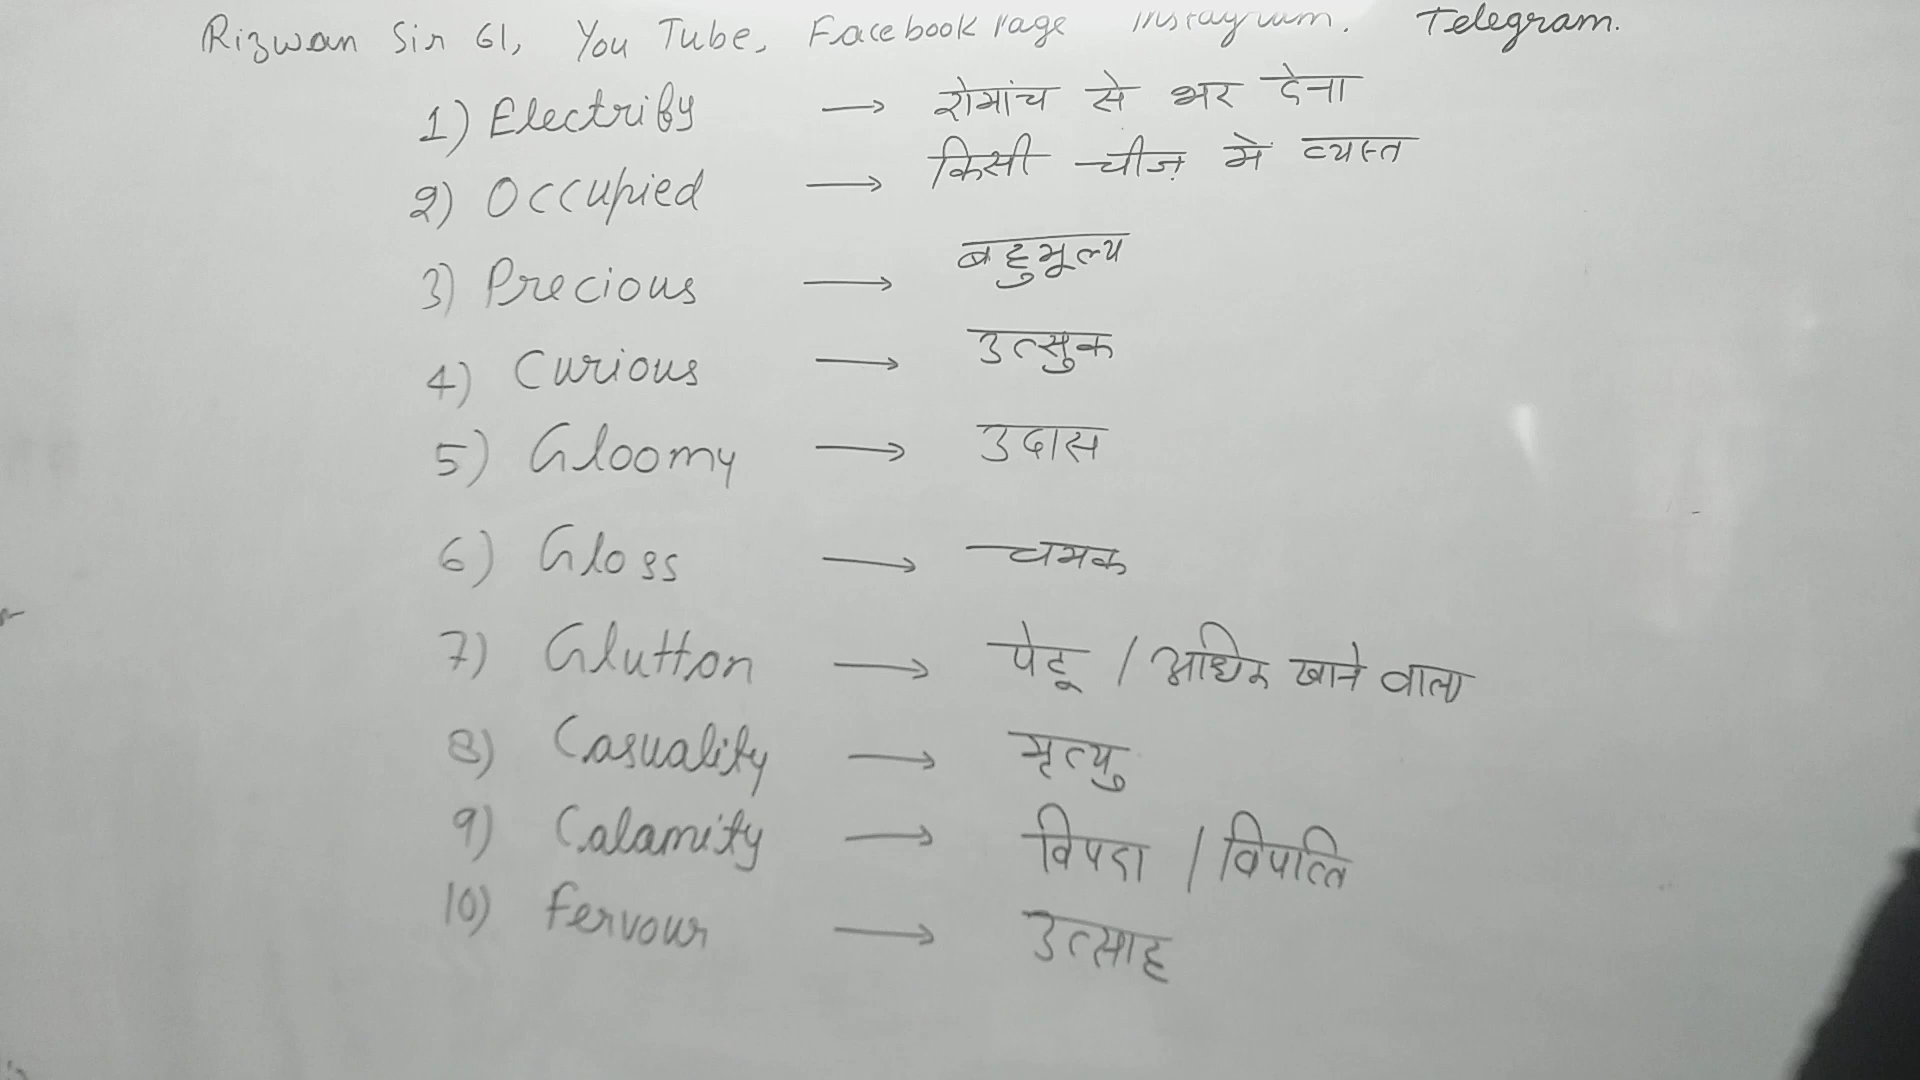 Rizwan Sir 61, You Tube, Facebook Page Instagram. Telegram.
1) Electrify → रोमांच से भर देना
2) Occupied → किसी चीज़ में व्यस्त
3) Precious → बहुमूल्य
4) Curious → उत्सुक
5) Gloomy → उदास
6) Gloss → चमक
7) Glutton → पेटू / अधिक खाने वाला
8) Casuality → मृत्यु
9) Calamity → विपदा / विपत्ति
10) Fervour → उत्साह